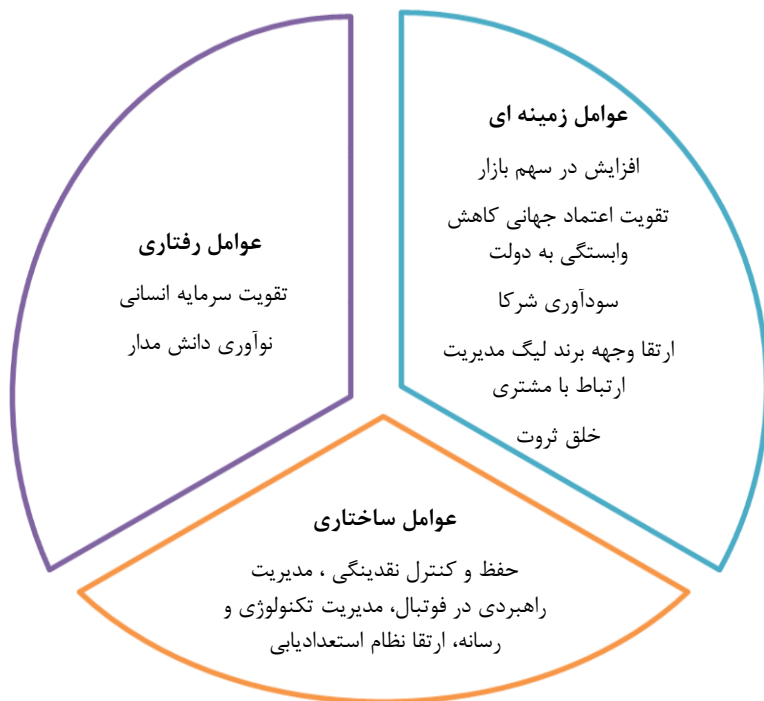 عوامل زمینه ای
افزایش در سهم بازار
تقویت اعتماد جهانی کاهش
وابستگی به دولت
سودآوری شرکا
ارتقا وجهه برند لیگ مدیریت
ارتباط با مشتری
خلق ثروت
عوامل رفتاری
تقویت سرمایه انسانی
نوآوری دانش مدار
عوامل ساختاری
حفظ و کنترل نقدینگی ، مدیریت
راهبردی در فوتبال، مدیریت تکنولوژی و
رسانه، ارتقا نظام استعدادیابی